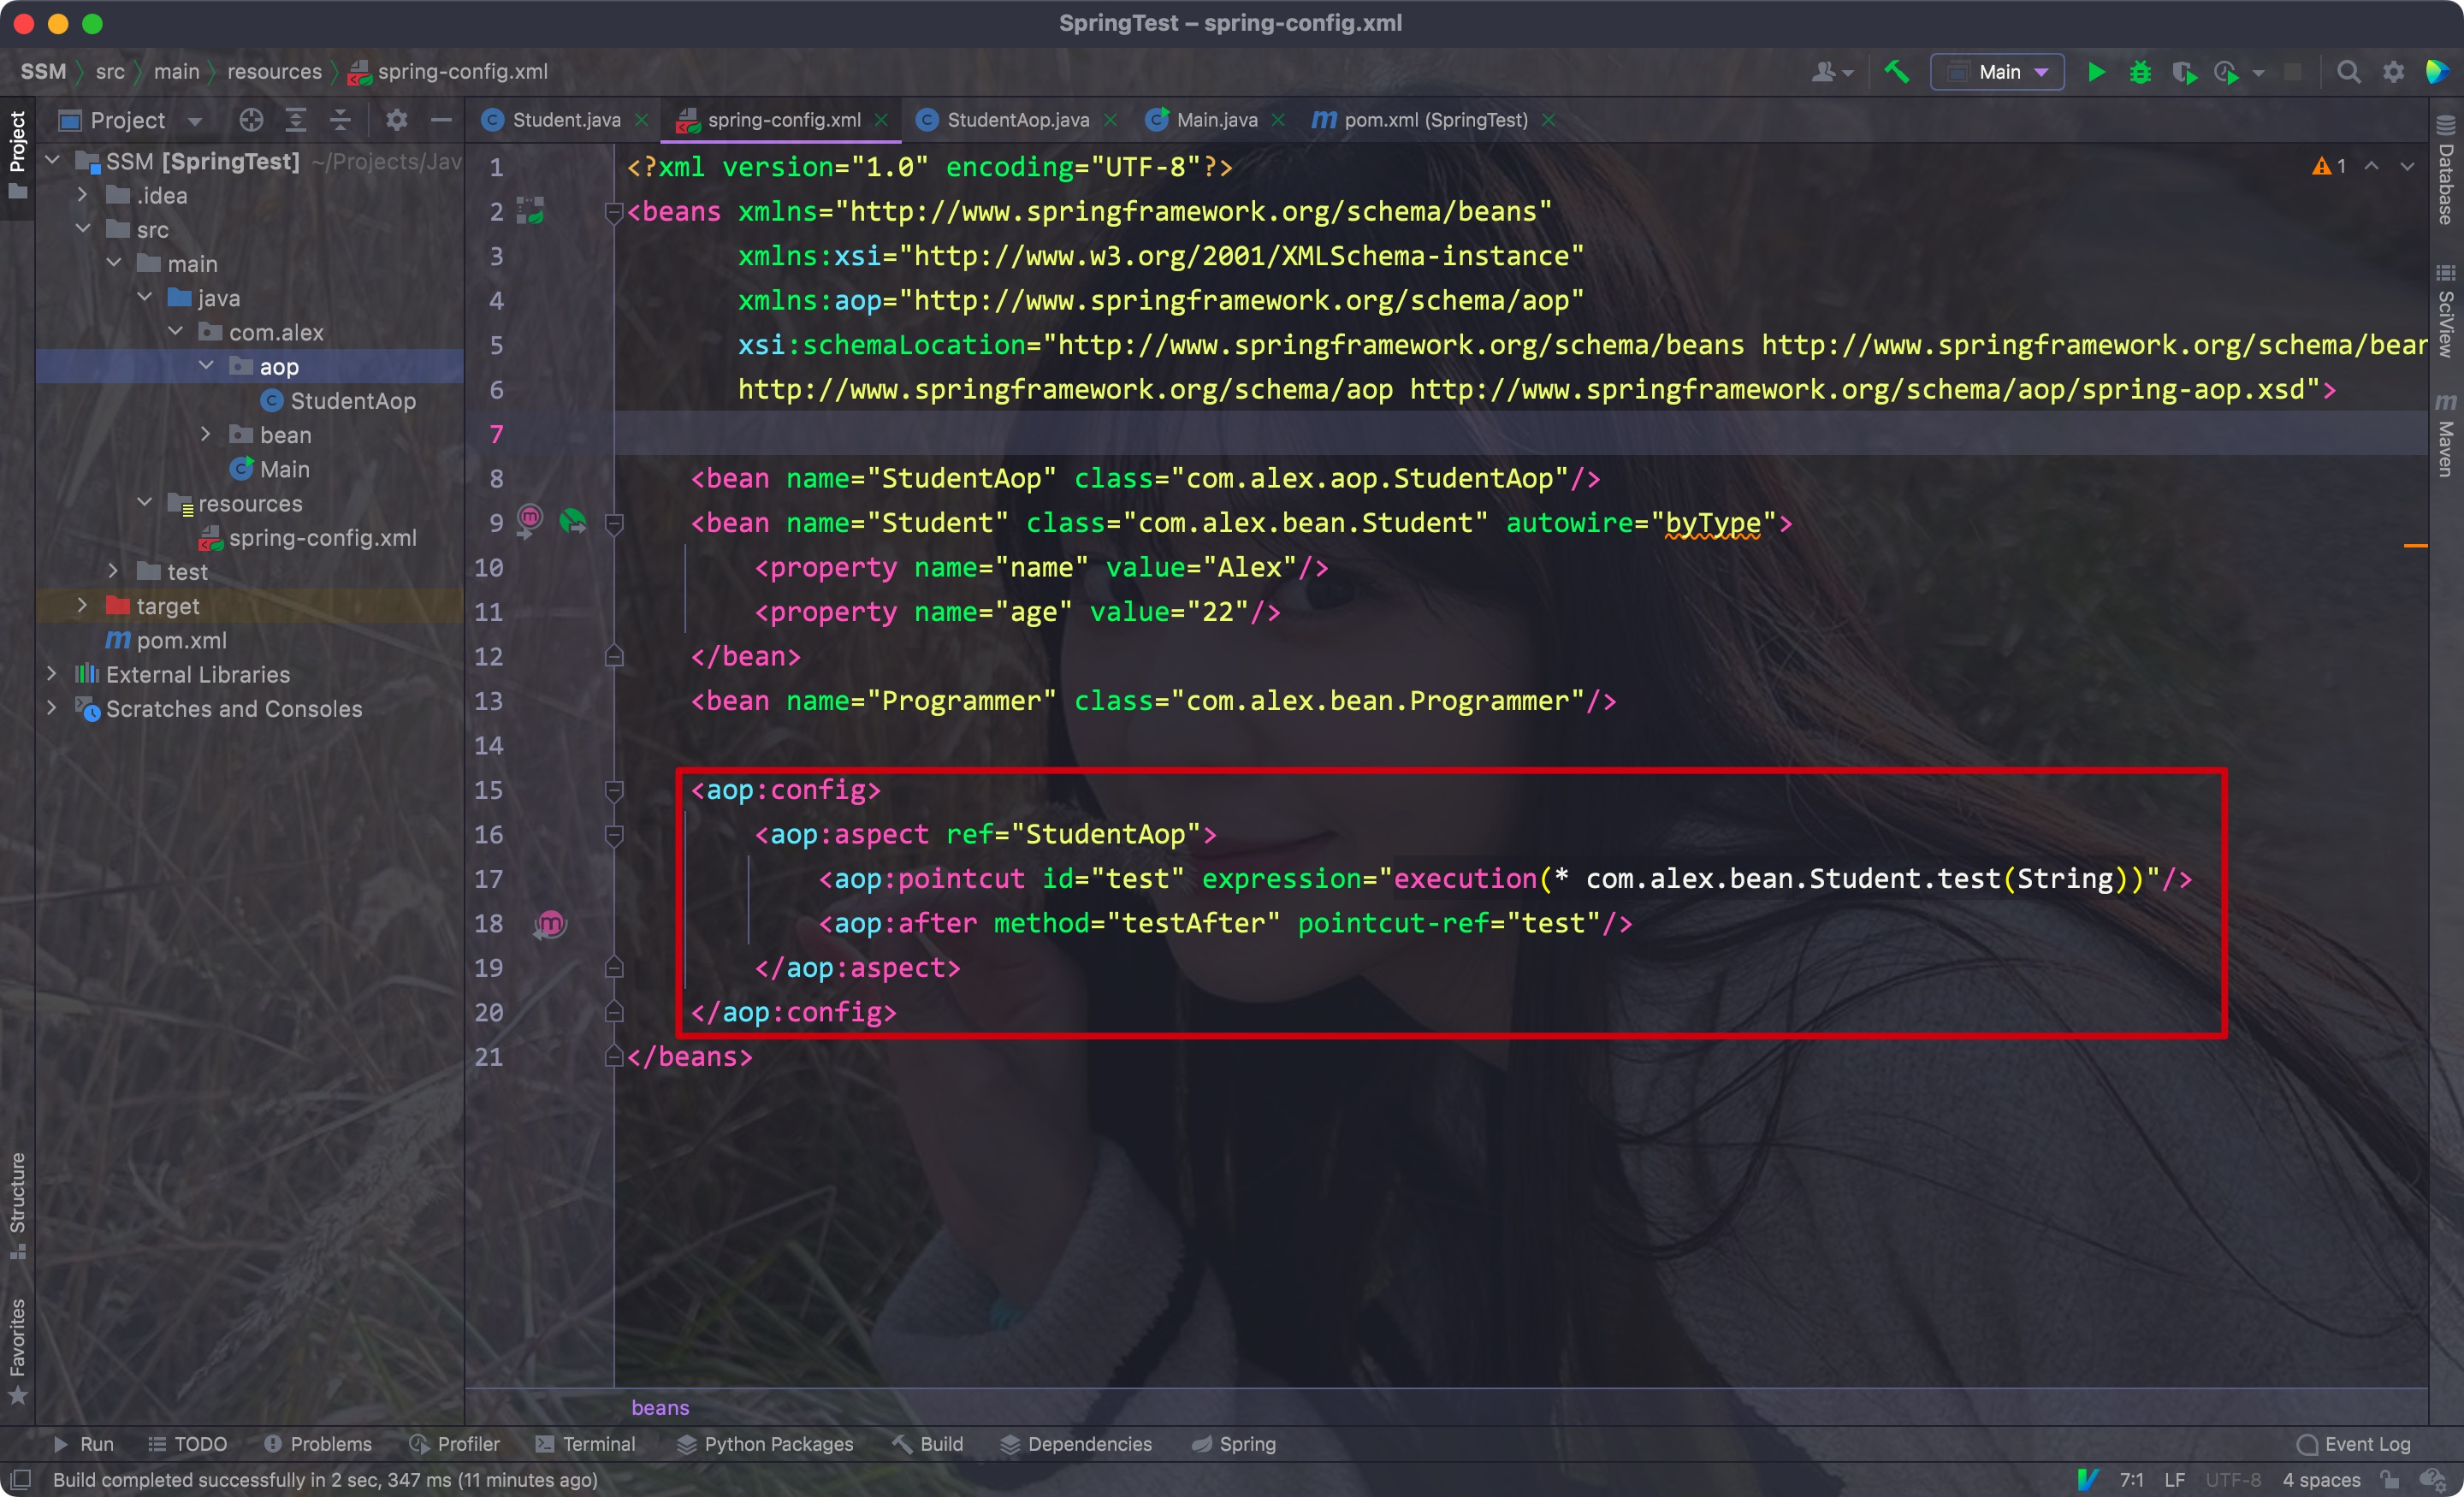 SpringTest – spring-config.xml
SSM src main resources spring-config.xml
Main
Project
Student.java spring-config.xml StudentAop.java Main.java pom.xml (SpringTest)
Project
SSM [SpringTest] ~/Projects/Jav
.idea
src
main
java
com.alex
aop
StudentAop
bean
Main
resources
spring-config.xml
test
target
pom.xml
External Libraries
Scratches and Consoles
Structure
Favorites
1 <?xml version="1.0" encoding="UTF-8"?>
2 <beans xmlns="http://www.springframework.org/schema/beans"
3 xmlns:xsi="http://www.w3.org/2001/XMLSchema-instance"
4 xmlns:aop="http://www.springframework.org/schema/aop"
5 xsi:schemaLocation="http://www.springframework.org/schema/beans http://www.springframework.org/schema/bean
6 http://www.springframework.org/schema/aop http://www.springframework.org/schema/aop/spring-aop.xsd">
7
8 <bean name="StudentAop" class="com.alex.aop.StudentAop"/>
9 <bean name="Student" class="com.alex.bean.Student" autowire="byType">
10 <property name="name" value="Alex"/>
11 <property name="age" value="22"/>
12 </bean>
13 <bean name="Programmer" class="com.alex.bean.Programmer"/>
14
15 <aop:config>
16 <aop:aspect ref="StudentAop">
17 <aop:pointcut id="test" expression="execution(* com.alex.bean.Student.test(String))"/>
18 <aop:after method="testAfter" pointcut-ref="test"/>
19 </aop:aspect>
20 </aop:config>
21 </beans>
1
Database
SciView
Maven
beans
Run TODO Problems Profiler Terminal Python Packages Build Dependencies Spring Event Log
Build completed successfully in 2 sec, 347 ms (11 minutes ago) 7:1 LF UTF-8 4 spaces